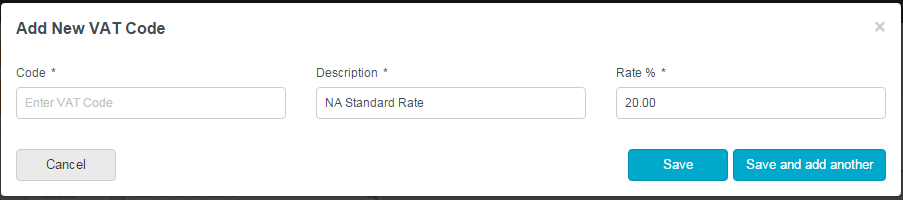 Add New VAT Code ×
Code * Description * Rate % *
Enter VAT Code NA Standard Rate 20.00
Cancel Save Save and add another